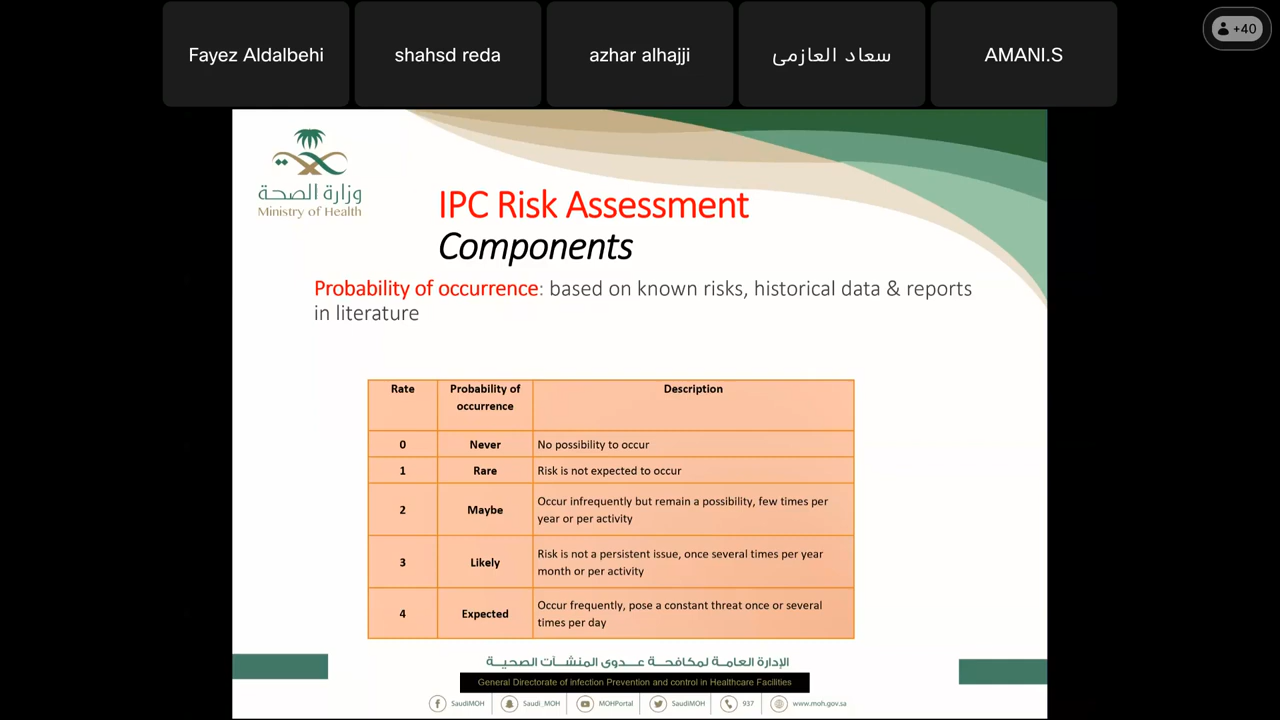 Fayez Aldalbehi
shahsd reda
azhar alhajji
سعاد العازمى
AMANI.S
+40
وزارة الصحة
Ministry of Health
IPC Risk Assessment
Components
Probability of occurrence: based on known risks, historical data & reports
in literature
Rate
Probability of
occurrence
Description
0
Never
No possibility to occur
1
Rare
Risk is not expected to occur
2
Maybe
Occur infrequently but remain a possibility, few times per
year or per activity
3
Likely
Risk is not a persistent issue, once several times per year
month or per activity
4
Expected
Occur frequently, pose a constant threat once or several
times per day
الإدارة العامة لمكافحة عدوى المنشآت الصحية
General Directorate of infection Prevention and control in Healthcare Facilities
SaudiMOH
Saudi_MOH
MOHPortal
SaudiMOH
937
www.moh.gov.sa